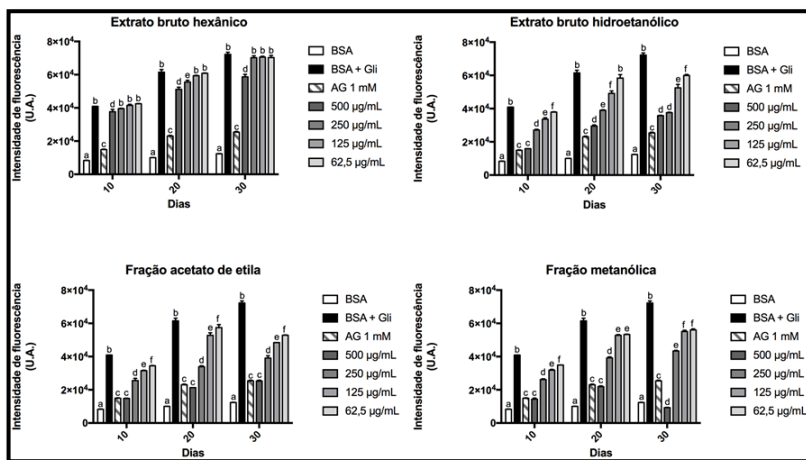 Extrato bruto hexânico
Intensidade de fluorescência
(U.A.)
8×10⁴
6×10⁴
4×10⁴
2×10⁴
0
a b c d d b b
a b c d e b b
a b c d b b b
10 20 30
Dias
BSA
BSA + Gli
AG 1 mM
500 µg/mL
250 µg/mL
125 µg/mL
62,5 µg/mL
Extrato bruto hidroetanólico
Intensidade de fluorescência
(U.A.)
8×10⁴
6×10⁴
4×10⁴
2×10⁴
0
a b c c d e f
a b c d e f b
a b c d d e f
10 20 30
Dias
BSA
BSA + Gli
AG 1 mM
500 µg/mL
250 µg/mL
125 µg/mL
62,5 µg/mL
Fração acetato de etila
Intensidade de fluorescência
(U.A.)
8×10⁴
6×10⁴
4×10⁴
2×10⁴
0
a b c c d e f
a b c c d e f
a b c c d e f
10 20 30
Dias
BSA
BSA + Gli
AG 1 mM
500 µg/mL
250 µg/mL
125 µg/mL
62,5 µg/mL
Fração metanólica
Intensidade de fluorescência
(U.A.)
8×10⁴
6×10⁴
4×10⁴
2×10⁴
0
a b c c d e f
a b c c d e e
a b c d e f f
10 20 30
Dias
BSA
BSA + Gli
AG 1 mM
500 µg/mL
250 µg/mL
125 µg/mL
62,5 µg/mL